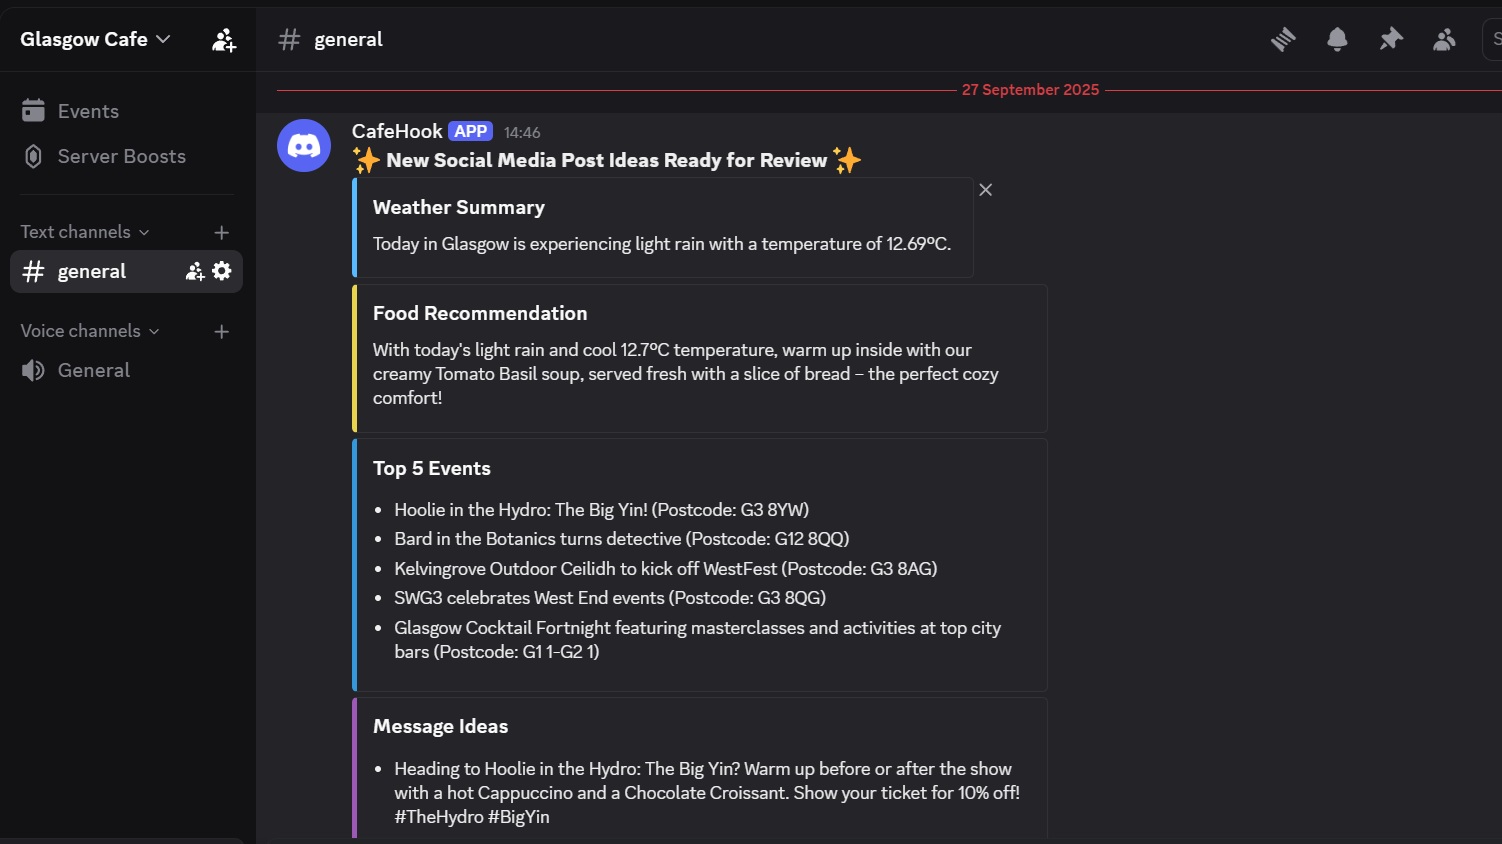 Glasgow Cafe
Events
Server Boosts
Text channels
general
Voice channels
General
general
27 September 2025
CafeHook APP 14:46
✨ New Social Media Post Ideas Ready for Review ✨
Weather Summary
Today in Glasgow is experiencing light rain with a temperature of 12.69°C.
Food Recommendation
With today's light rain and cool 12.7°C temperature, warm up inside with our
creamy Tomato Basil soup, served fresh with a slice of bread – the perfect cozy
comfort!
Top 5 Events
• Hoolie in the Hydro: The Big Yin! (Postcode: G3 8YW)
• Bard in the Botanics turns detective (Postcode: G12 8QQ)
• Kelvingrove Outdoor Ceilidh to kick off WestFest (Postcode: G3 8AG)
• SWG3 celebrates West End events (Postcode: G3 8QG)
• Glasgow Cocktail Fortnight featuring masterclasses and activities at top city
bars (Postcode: G1 1-G2 1)
Message Ideas
• Heading to Hoolie in the Hydro: The Big Yin? Warm up before or after the show
with a hot Cappuccino and a Chocolate Croissant. Show your ticket for 10% off!
#TheHydro #BigYin